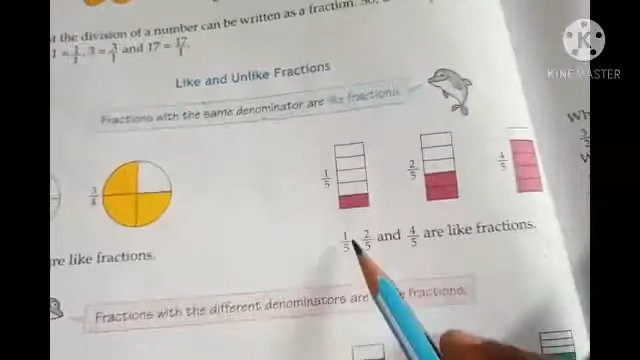 the division of a number can be written as a fraction. So,
1 = 1/1, 3 = 3/1 and 17 = 17/1.
KINEMASTER
Like and Unlike Fractions
Fractions with the same denominator are like fractions.
3/4
1/5
2/5
4/5
1/5, 2/5 and 4/5 are like fractions.
re like fractions.
Fractions with the different denominators are fractions.